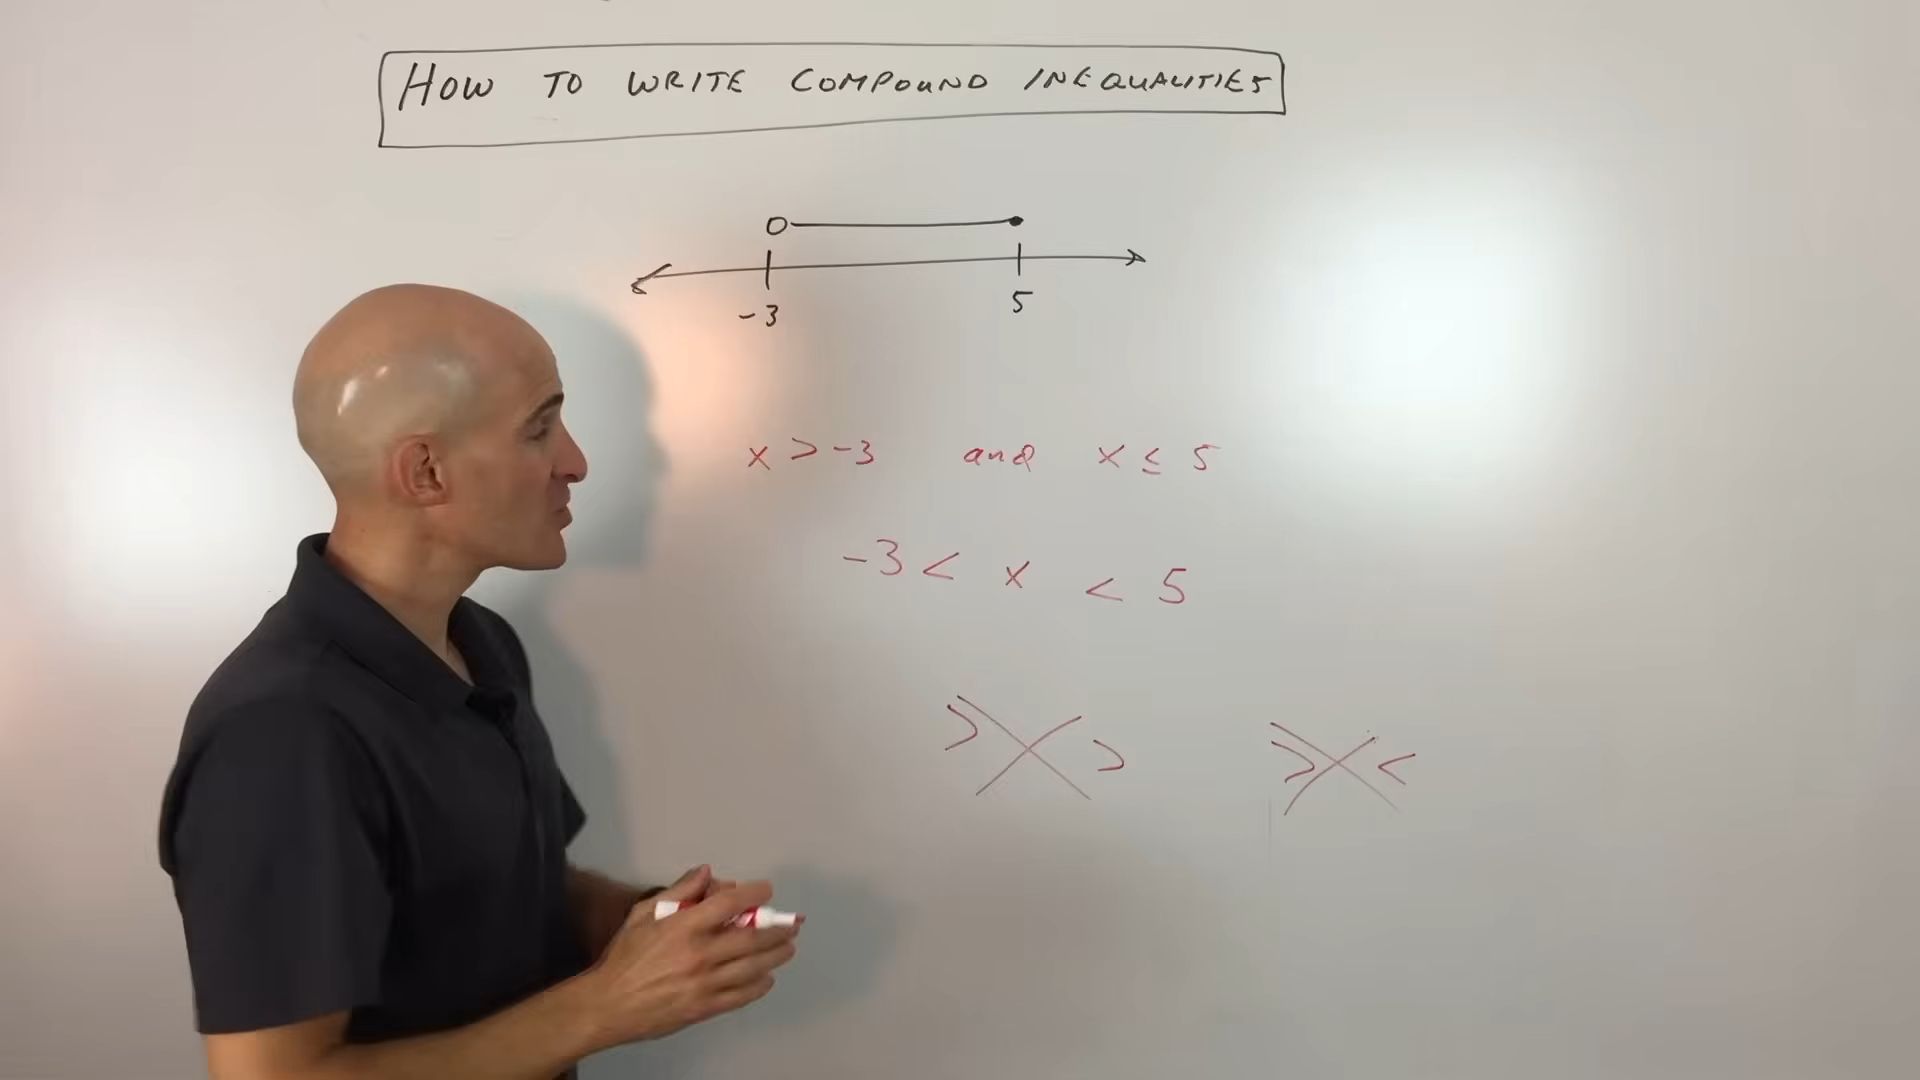 HOW TO WRITE COMPOUND INEQUALITIES
-3 5
x > -3 and x ≤ 5
-3 < x < 5
> >
> <